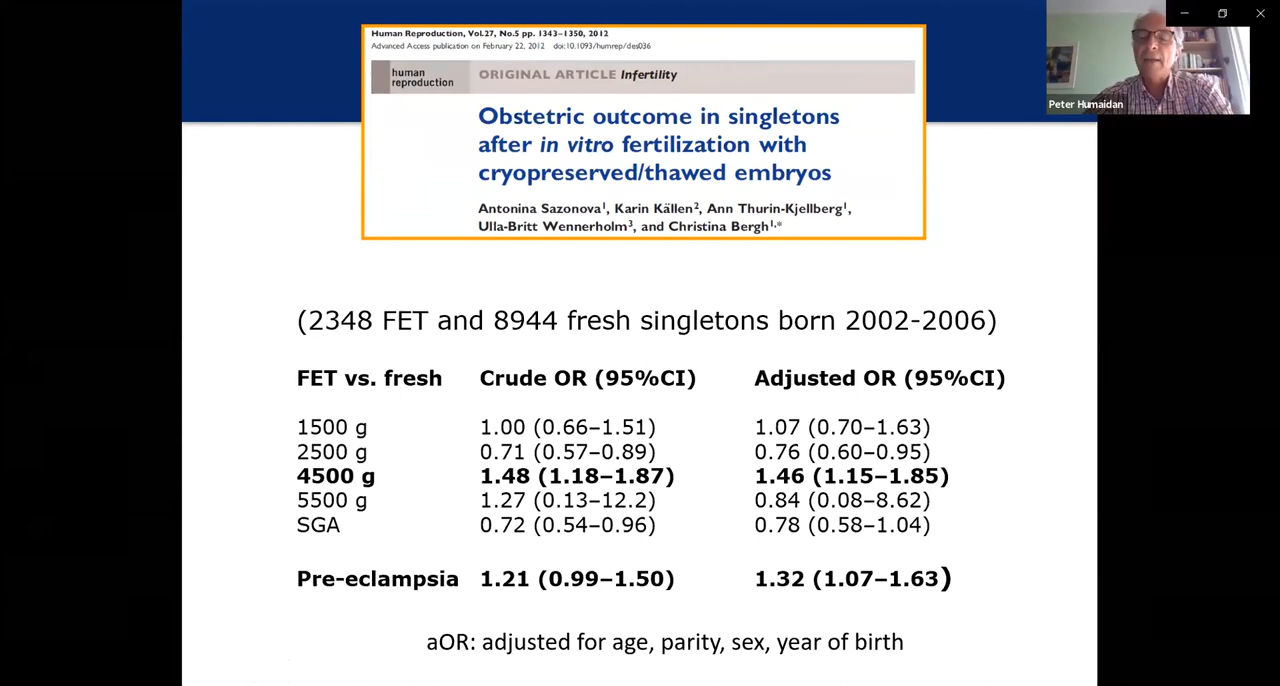 Human Reproduction, Vol.27, No.5 pp. 1343–1350, 2012
Advanced Access publication on February 22, 2012 doi:10.1093/humrep/des036
human
reproduction
ORIGINAL ARTICLE Infertility
Obstetric outcome in singletons
after in vitro fertilization with
cryopreserved/thawed embryos
Antonina Sazonova1, Karin Källen2, Ann Thurin-Kjellberg1,
Ulla-Britt Wennerholm3, and Christina Bergh1,*
Peter Humaidan
(2348 FET and 8944 fresh singletons born 2002-2006)
FET vs. fresh Crude OR (95%CI) Adjusted OR (95%CI)
1500 g 1.00 (0.66–1.51) 1.07 (0.70–1.63)
2500 g 0.71 (0.57–0.89) 0.76 (0.60–0.95)
4500 g 1.48 (1.18–1.87) 1.46 (1.15–1.85)
5500 g 1.27 (0.13–12.2) 0.84 (0.08–8.62)
SGA 0.72 (0.54–0.96) 0.78 (0.58–1.04)
Pre-eclampsia 1.21 (0.99–1.50) 1.32 (1.07–1.63)
aOR: adjusted for age, parity, sex, year of birth